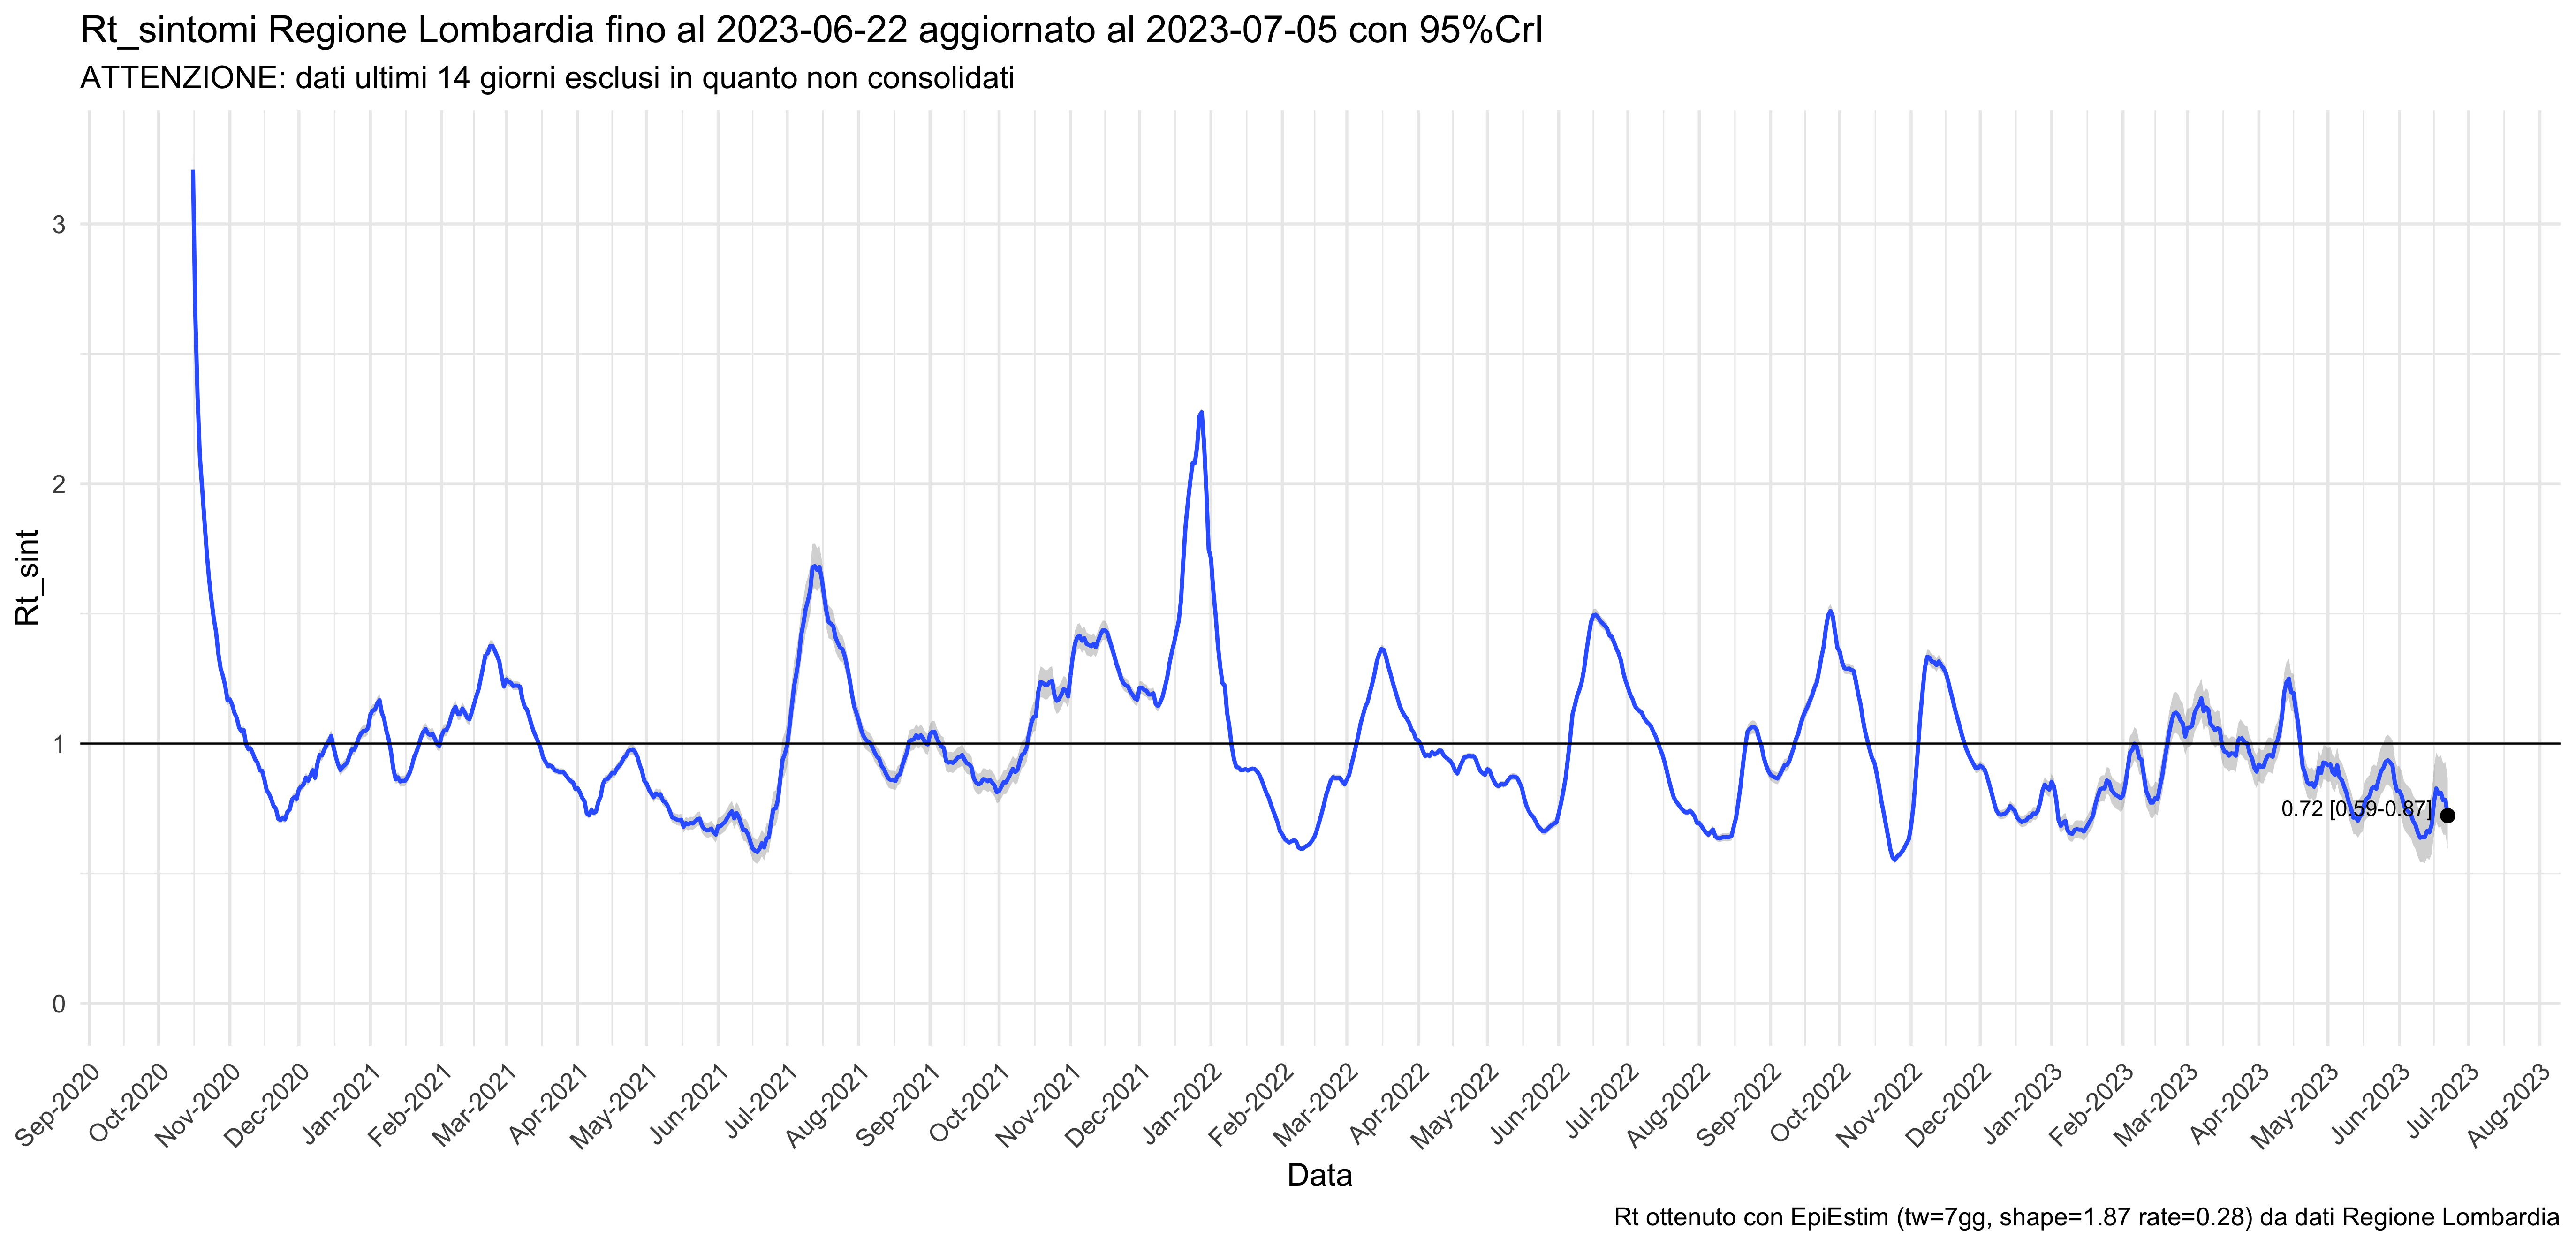 Rt_sintomi Regione Lombardia fino al 2023-06-22 aggiornato al 2023-07-05 con 95%CrI
ATTENZIONE: dati ultimi 14 giorni esclusi in quanto non consolidati
Rt_sint
3
2
1
0
0.72 [0.59-0.87]
Sep-2020
Oct-2020
Nov-2020
Dec-2020
Jan-2021
Feb-2021
Mar-2021
Apr-2021
May-2021
Jun-2021
Jul-2021
Aug-2021
Sep-2021
Oct-2021
Nov-2021
Dec-2021
Jan-2022
Feb-2022
Mar-2022
Apr-2022
May-2022
Jun-2022
Jul-2022
Aug-2022
Sep-2022
Oct-2022
Nov-2022
Dec-2022
Jan-2023
Feb-2023
Mar-2023
Apr-2023
May-2023
Jun-2023
Jul-2023
Aug-2023
Data
Rt ottenuto con EpiEstim (tw=7gg, shape=1.87 rate=0.28) da dati Regione Lombardia